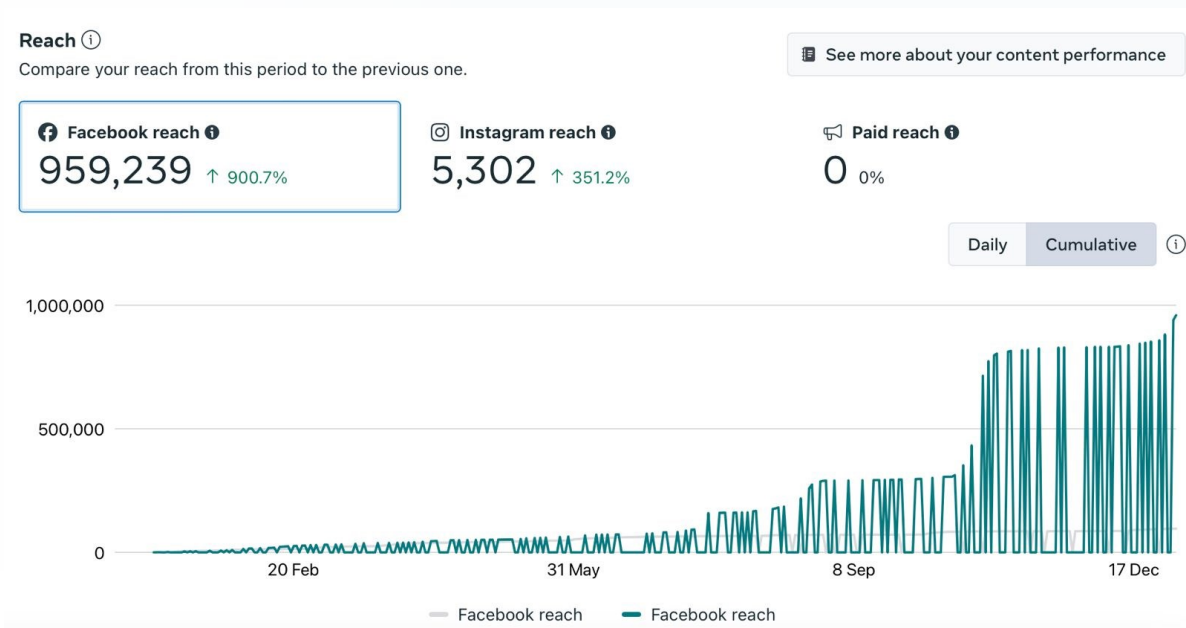 Reach
See more about your content performance
Compare your reach from this period to the previous one.
Facebook reach
959,239 ↑ 900.7%
Instagram reach
5,302 ↑ 351.2%
Paid reach
0 0%
Daily
Cumulative
1,000,000
500,000
0
20 Feb
31 May
8 Sep
17 Dec
Facebook reach
Facebook reach